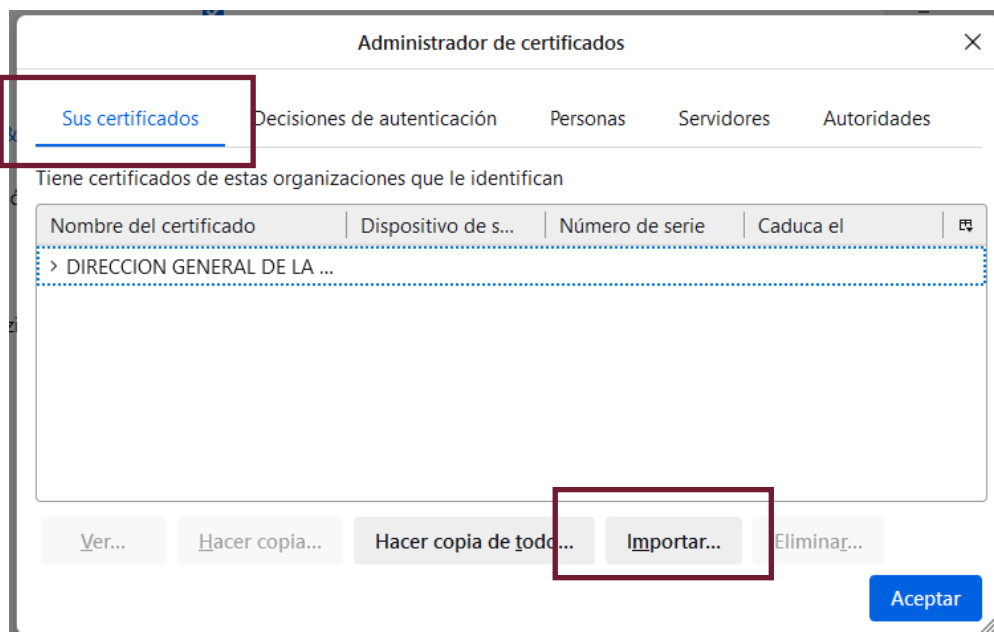 Administrador de certificados
Sus certificados Decisiones de autenticación Personas Servidores Autoridades
Tiene certificados de estas organizaciones que le identifican
Nombre del certificado Dispositivo de s... Número de serie Caduca el
DIRECCION GENERAL DE LA ...
Ver... Hacer copia... Hacer copia de todo... Importar... Eliminar...
Aceptar